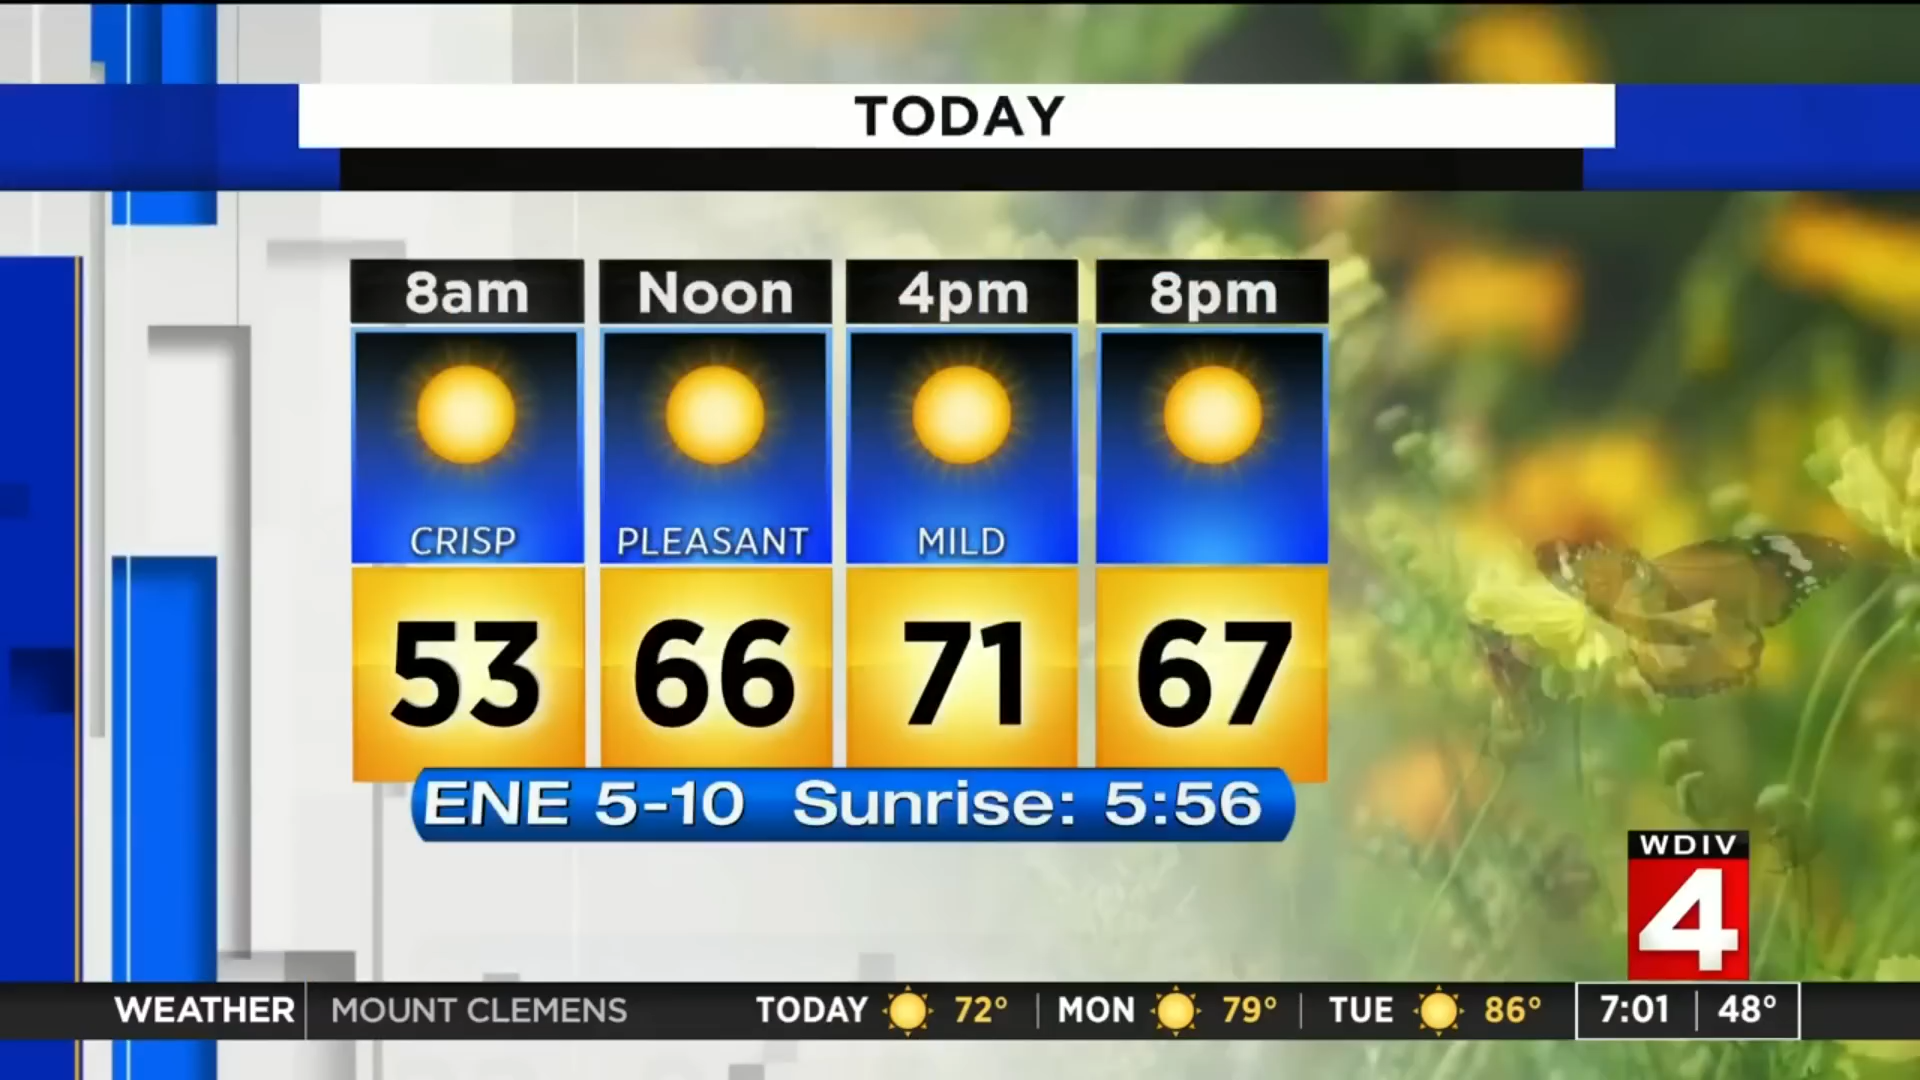 TODAY
8am Noon 4pm 8pm
CRISP PLEASANT MILD
53 66 71 67
ENE 5-10 Sunrise: 5:56
WDIV
4
WEATHER MOUNT CLEMENS TODAY 72° MON 79° TUE 86° 7:01 48°